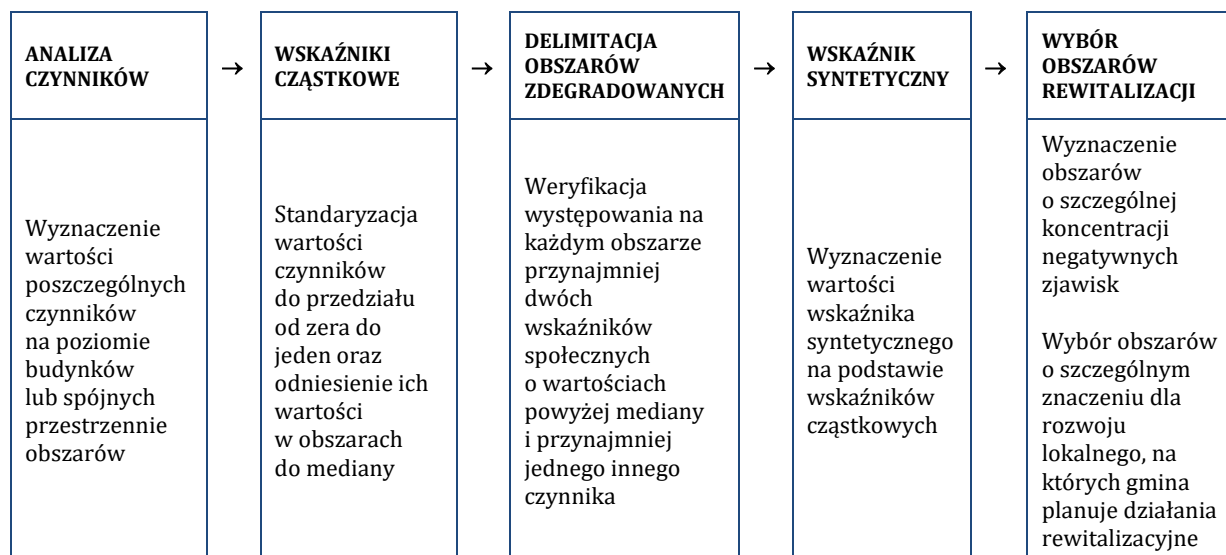 ANALIZA
CZYNNIKÓW
→
WSKAŹNIKI
CZĄSTKOWE
→
DELIMITACJA
OBSZARÓW
ZDEGRADOWANYCH
→
WSKAŹNIK
SYNTETYCZNY
→
WYBÓR
OBSZARÓW
REWITALIZACJI
Wyznaczenie
wartości
poszczególnych
czynników
na poziomie
budynków
lub spójnych
przestrzennie
obszarów
Standaryzacja
wartości
czynników
do przedziału
od zera do
jeden oraz
odniesienie ich
wartości
w obszarach
do mediany
Weryfikacja
występowania na
każdym obszarze
przynajmniej
dwóch
wskaźników
społecznych
o wartościach
powyżej mediany
i przynajmniej
jednego innego
czynnika
Wyznaczenie
wartości
wskaźnika
syntetycznego
na podstawie
wskaźników
cząstkowych
Wyznaczenie
obszarów
o szczególnej
koncentracji
negatywnych
zjawisk
Wybór obszarów
o szczególnym
znaczeniu dla
rozwoju
lokalnego, na
których gmina
planuje działania
rewitalizacyjne